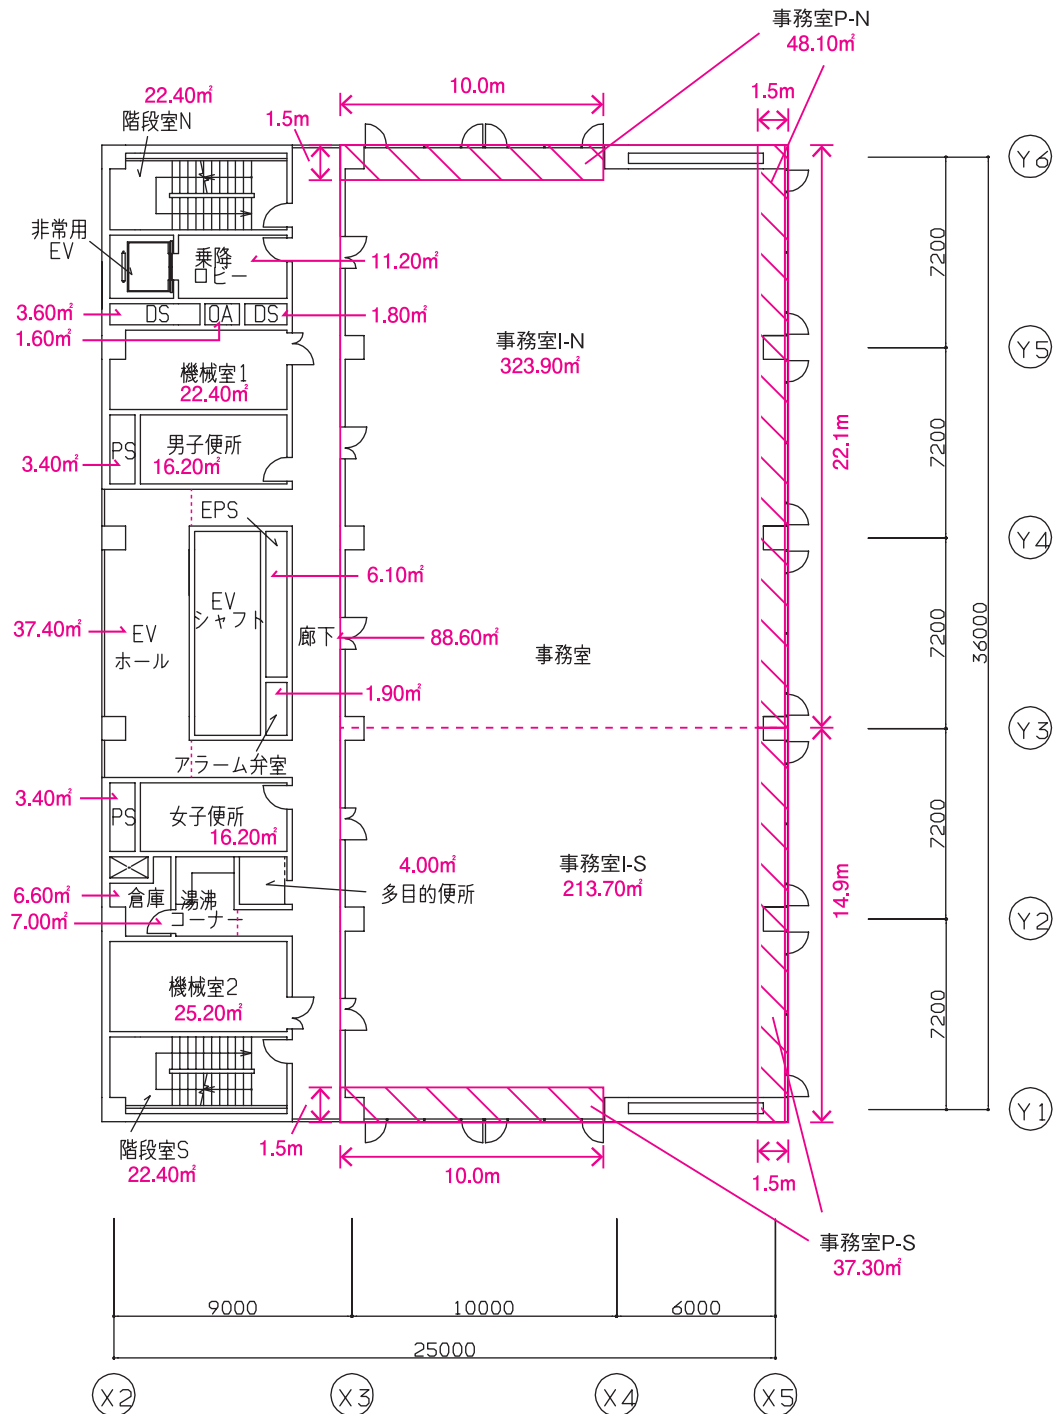 事務室P-N
48.10㎡
10.0m
1.5m
22.40㎡
階段室N
1.5m
Y6
非常用
EV
乗降
ロビー
11.20㎡
7200
3.60㎡
DS
OA
DS
1.80㎡
1.60㎡
事務室I-N
323.90㎡
Y5
機械室1
22.40㎡
22.1m
7200
男子便所
16.20㎡
PS
3.40㎡
EPS
Y4
6.10㎡
EV
シャフト
37.40㎡
EV
ホール
廊下
88.60㎡
事務室
7200
36000
1.90㎡
Y3
アラーム弁室
3.40㎡
PS
女子便所
16.20㎡
7200
4.00㎡
多目的便所
事務室I-S
213.70㎡
14.9m
6.60㎡
倉庫
湯沸
コーナー
7.00㎡
Y2
機械室2
25.20㎡
7200
1.5m
Y1
階段室S
22.40㎡
10.0m
1.5m
事務室P-S
37.30㎡
9000
10000
6000
25000
X2
X3
X4
X5